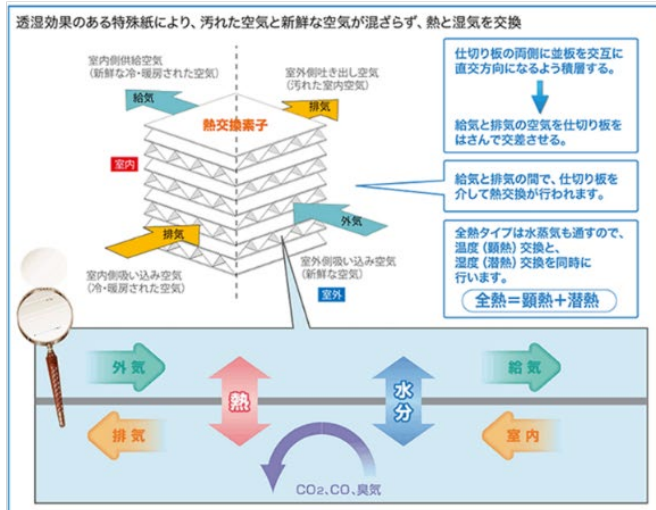 透湿効果のある特殊紙により、汚れた空気と新鮮な空気が混ざらず、熱と湿気を交換
室内側供給空気
（新鮮な冷・暖房された空気）
給気
室外側吐き出し空気
（汚れた室内空気）
排気
熱交換素子
室内
排気
室内側吸い込み空気
（冷・暖房された空気）
外気
室外側吸い込み空気
（新鮮な空気）
室外
仕切り板の両側に並板を交互に
直交方向になるよう積層する。
給気と排気の空気を仕切り板を
はさんで交差させる。
給気と排気の間で、仕切り板を
介して熱交換が行われます。
全熱タイプは水蒸気も通すので、
温度（顕熱）交換と、
湿度（潜熱）交換を同時に
行います。
全熱＝顕熱＋潜熱
外気
熱
水分
給気
排気
室内
CO2、CO、臭気